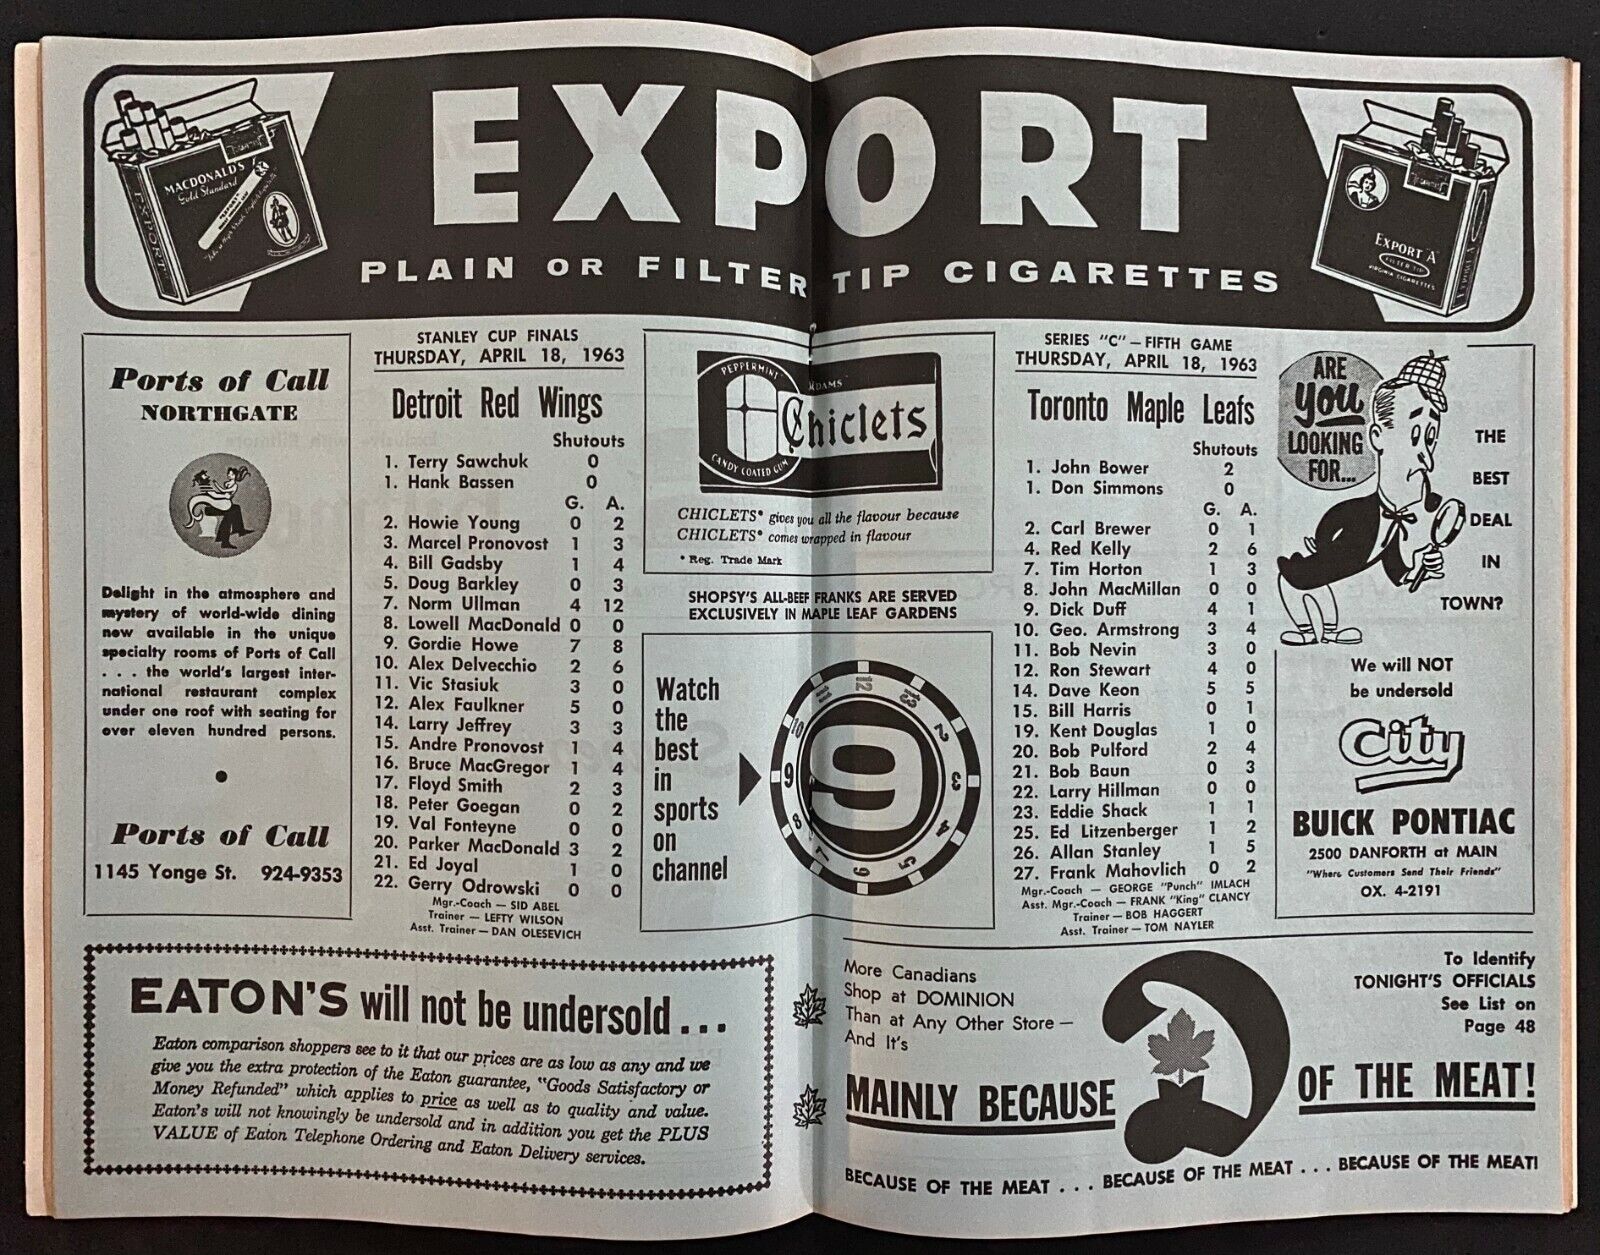 EXPORT
PLAIN OR FILTER TIP CIGARETTES
MACDONALD'S
Gold Standard
EXPORT
EXPORT "A"
FILTER TIP
VIRGINIA CIGARETTES
Ports of Call
NORTHGATE
Delight in the atmosphere and
mystery of world-wide dining
now available in the unique
specialty rooms of Ports of Call
. . . the world's largest inter-
national restaurant complex
under one roof with seating for
over eleven hundred persons.
Ports of Call
1145 Yonge St. 924-9353
STANLEY CUP FINALS
THURSDAY, APRIL 18, 1963
Detroit Red Wings
Shutouts
1. Terry Sawchuk 0
1. Hank Bassen 0
G. A.
2. Howie Young 0 2
3. Marcel Pronovost 1 3
4. Bill Gadsby 1 4
5. Doug Barkley 0 3
7. Norm Ullman 4 12
8. Lowell MacDonald 0 0
9. Gordie Howe 7 8
10. Alex Delvecchio 2 6
11. Vic Stasiuk 3 0
12. Alex Faulkner 5 0
14. Larry Jeffrey 3 3
15. Andre Pronovost 1 4
16. Bruce MacGregor 1 4
17. Floyd Smith 2 3
18. Peter Goegan 0 2
19. Val Fonteyne 0 0
20. Parker MacDonald 3 2
21. Ed Joyal 1 0
22. Gerry Odrowski 0 0
Mgr.-Coach — SID ABEL
Trainer — LEFTY WILSON
Asst. Trainer — DAN OLESEVICH
PEPPERMINT
CANDY COATED GUM
ADAMS
Chiclets
CHICLETS* gives you all the flavour because
CHICLETS* comes wrapped in flavour
* Reg. Trade Mark
SHOPSY'S ALL-BEEF FRANKS ARE SERVED
EXCLUSIVELY IN MAPLE LEAF GARDENS
Watch
the
best
in
sports
on
channel
9
12 13 2 3 4 5 9 7 8 9 10 11
SERIES "C" — FIFTH GAME
THURSDAY, APRIL 18, 1963
Toronto Maple Leafs
Shutouts
1. John Bower 2
1. Don Simmons 0
G. A.
2. Carl Brewer 0 1
4. Red Kelly 2 6
7. Tim Horton 1 3
8. John MacMillan 0 0
9. Dick Duff 4 1
10. Geo. Armstrong 3 4
11. Bob Nevin 3 0
12. Ron Stewart 4 0
14. Dave Keon 5 5
15. Bill Harris 0 1
19. Kent Douglas 1 0
20. Bob Pulford 2 4
21. Bob Baun 0 3
22. Larry Hillman 0 0
23. Eddie Shack 1 1
25. Ed Litzenberger 1 2
26. Allan Stanley 1 5
27. Frank Mahovlich 0 2
Mgr.-Coach — GEORGE "Punch" IMLACH
Asst. Mgr.-Coach — FRANK "King" CLANCY
Trainer — BOB HAGGERT
Asst. Trainer — TOM NAYLER
ARE
you
LOOKING
FOR...
THE
BEST
DEAL
IN
TOWN?
We will NOT
be undersold
City
BUICK PONTIAC
2500 DANFORTH at MAIN
"Where Customers Send Their Friends"
OX. 4-2191
EATON'S will not be undersold . . .
Eaton comparison shoppers see to it that our prices are as low as any and we
give you the extra protection of the Eaton guarantee, "Goods Satisfactory or
Money Refunded" which applies to price as well as to quality and value.
Eaton's will not knowingly be undersold and in addition you get the PLUS
VALUE of Eaton Telephone Ordering and Eaton Delivery services.
More Canadians
Shop at DOMINION
Than at Any Other Store —
And It's
MAINLY BECAUSE
OF THE MEAT!
To Identify
TONIGHT'S OFFICIALS
See List on
Page 48
BECAUSE OF THE MEAT . . . BECAUSE OF THE MEAT . . . BECAUSE OF THE MEAT!